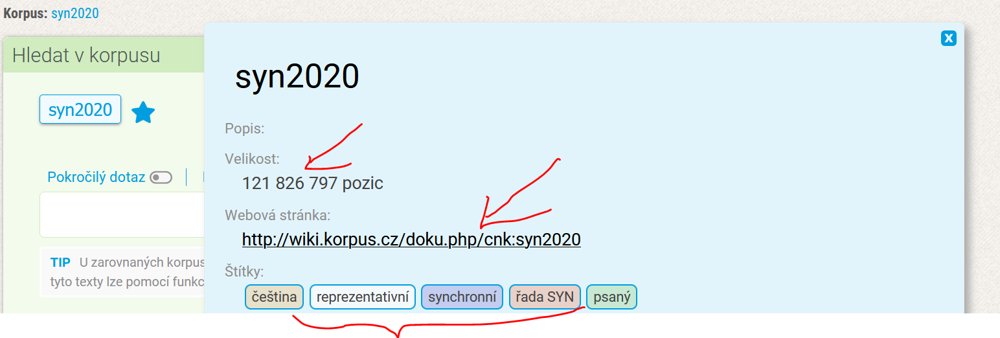 Korpus: syn2020
Hledat v korpusu
syn2020
Pokročilý dotaz
TIP U zarovnaných korpus
tyto texty lze pomocí funkc
X
syn2020
Popis:
Velikost:
121 826 797 pozic
Webová stránka:
http://wiki.korpus.cz/doku.php/cnk:syn2020
Štítky:
čeština reprezentativní synchronní řada SYN psaný